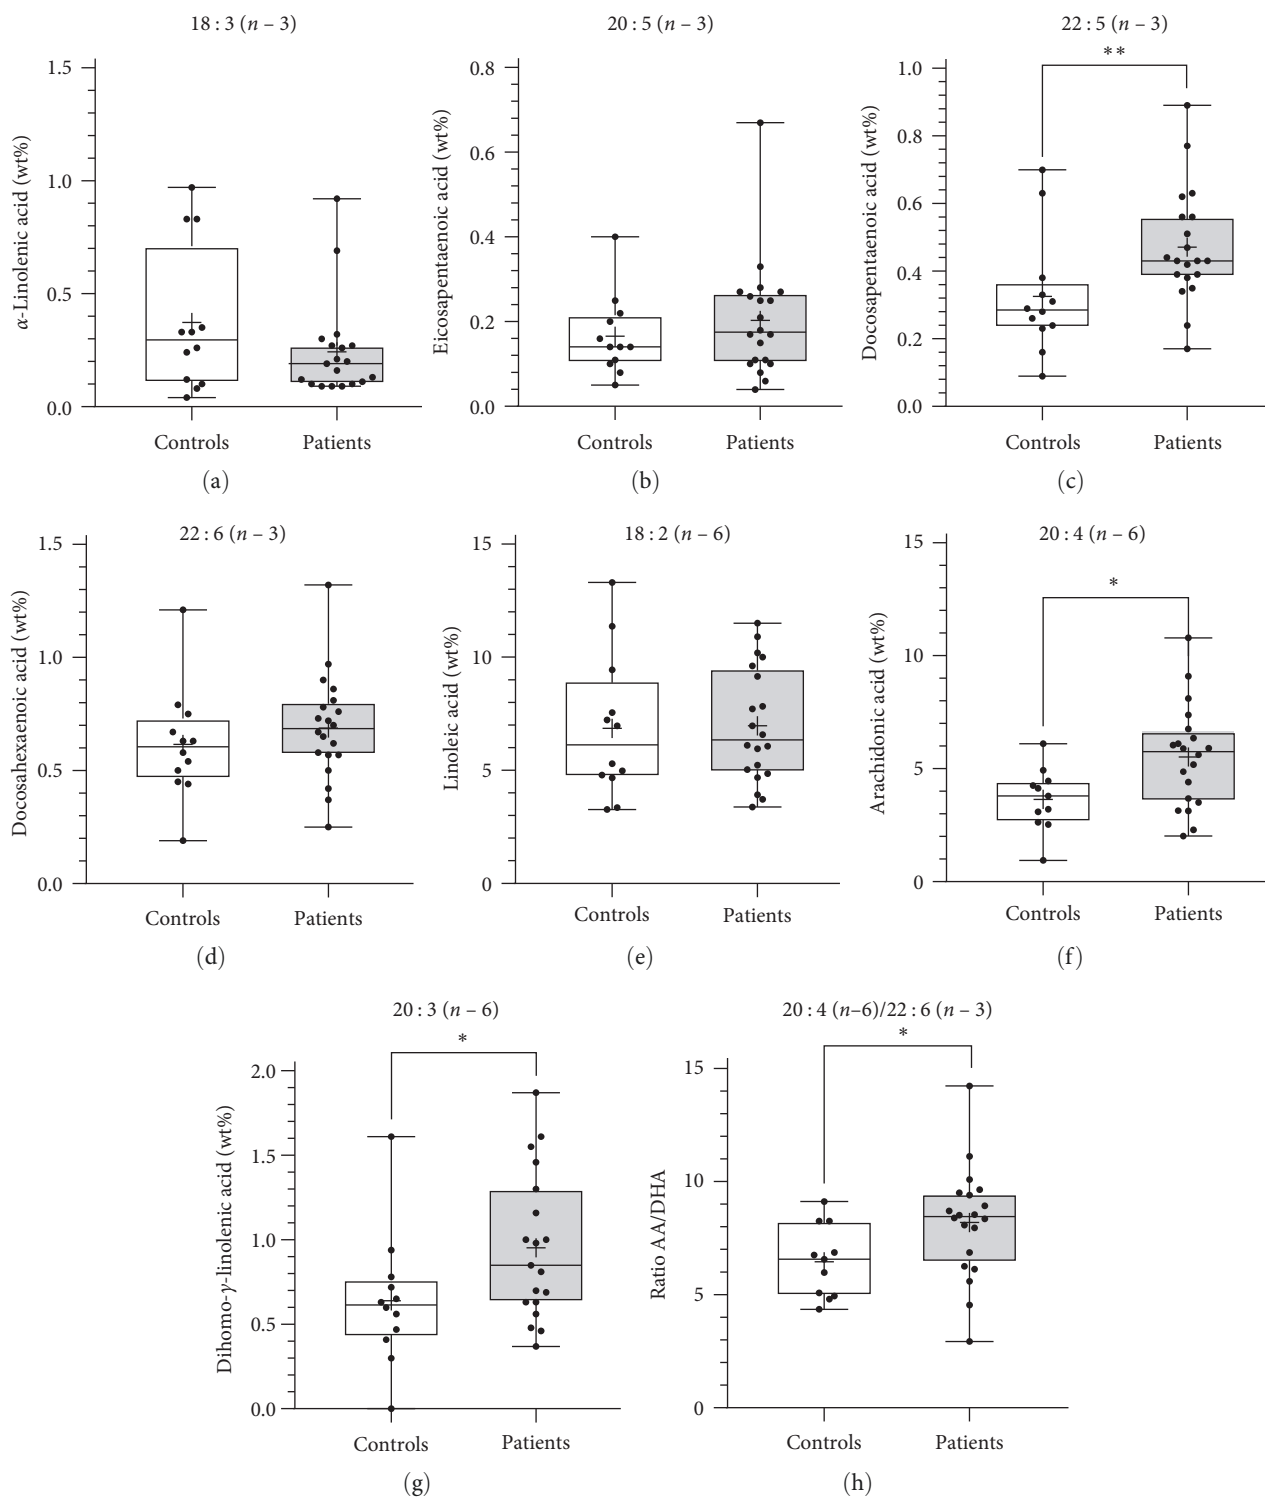 18 : 3 (n – 3)
α-Linolenic acid (wt%)
1.5
1.0
0.5
0.0
Controls
Patients
(a)
20 : 5 (n – 3)
Eicosapentaenoic acid (wt%)
0.8
0.6
0.4
0.2
0.0
Controls
Patients
(b)
22 : 5 (n – 3)
**
Docosapentaenoic acid (wt%)
1.0
0.8
0.6
0.4
0.2
0.0
Controls
Patients
(c)
22 : 6 (n – 3)
Docosahexaenoic acid (wt%)
1.5
1.0
0.5
0.0
Controls
Patients
(d)
18 : 2 (n – 6)
Linoleic acid (wt%)
15
10
5
0
Controls
Patients
(e)
20 : 4 (n – 6)
*
Arachidonic acid (wt%)
15
10
5
0
Controls
Patients
(f)
20 : 3 (n – 6)
*
Dihomo-γ-linolenic acid (wt%)
2.0
1.5
1.0
0.5
0.0
Controls
Patients
(g)
20 : 4 (n–6)/22 : 6 (n – 3)
*
Ratio AA/DHA
15
10
5
0
Controls
Patients
(h)